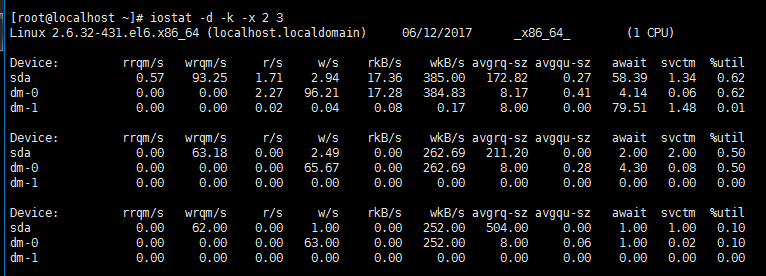 [root@localhost ~]# iostat -d -k -x 2 3
Linux 2.6.32-431.el6.x86_64 (localhost.localdomain)     06/12/2017      _x86_64_        (1 CPU)
Device:         rrqm/s   wrqm/s     r/s     w/s    rkB/s    wkB/s avgrq-sz avgqu-sz   await  svctm  %util
sda               0.57    93.25    1.71    2.94    17.36   385.00   172.82     0.27   58.39   1.34   0.62
dm-0              0.00     0.00    2.27   96.21    17.28   384.83     8.17     0.41    4.14   0.06   0.62
dm-1              0.00     0.00    0.02    0.04     0.08     0.17     8.00     0.00   79.51   1.48   0.01
Device:         rrqm/s   wrqm/s     r/s     w/s    rkB/s    wkB/s avgrq-sz avgqu-sz   await  svctm  %util
sda               0.00    63.18    0.00    2.49     0.00   262.69   211.20     0.00    2.00   2.00   0.50
dm-0              0.00     0.00    0.00   65.67     0.00   262.69     8.00     0.28    4.30   0.08   0.50
dm-1              0.00     0.00    0.00    0.00     0.00     0.00     0.00     0.00    0.00   0.00   0.00
Device:         rrqm/s   wrqm/s     r/s     w/s    rkB/s    wkB/s avgrq-sz avgqu-sz   await  svctm  %util
sda               0.00    62.00    0.00    1.00     0.00   252.00   504.00     0.00    1.00   1.00   0.10
dm-0              0.00     0.00    0.00   63.00     0.00   252.00     8.00     0.06    1.00   0.02   0.10
dm-1              0.00     0.00    0.00    0.00     0.00     0.00     0.00     0.00    0.00   0.00   0.00